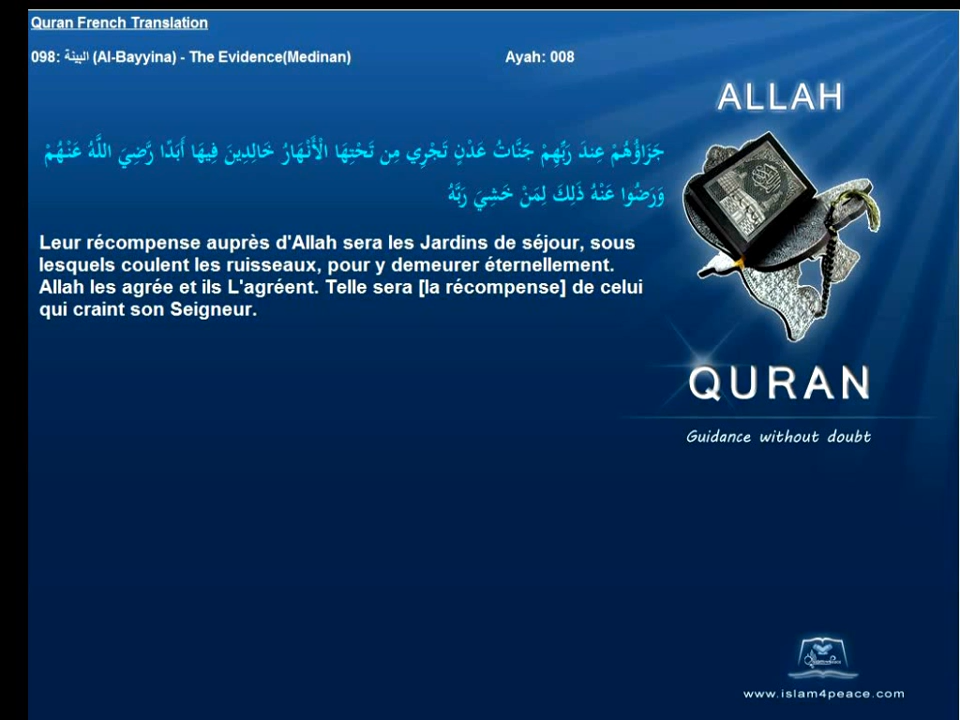 Quran French Translation
098: البينة (Al-Bayyina) - The Evidence(Medinan) Ayah: 008
ALLAH
جَزَاؤُهُمْ عِندَ رَبِّهِمْ جَنَّاتُ عَدْنٍ تَجْرِي مِن تَحْتِهَا الْأَنْهَارُ خَالِدِينَ فِيهَا أَبَدًا رَّضِيَ اللَّهُ عَنْهُمْ
وَرَضُوا عَنْهُ ذَلِكَ لِمَنْ خَشِيَ رَبَّهُ
Leur récompense auprès d'Allah sera les Jardins de séjour, sous
lesquels coulent les ruisseaux, pour y demeurer éternellement.
Allah les agrée et ils L'agréent. Telle sera [la récompense] de celui
qui craint son Seigneur.
QURAN
Guidance without doubt
www.islam4peace.com